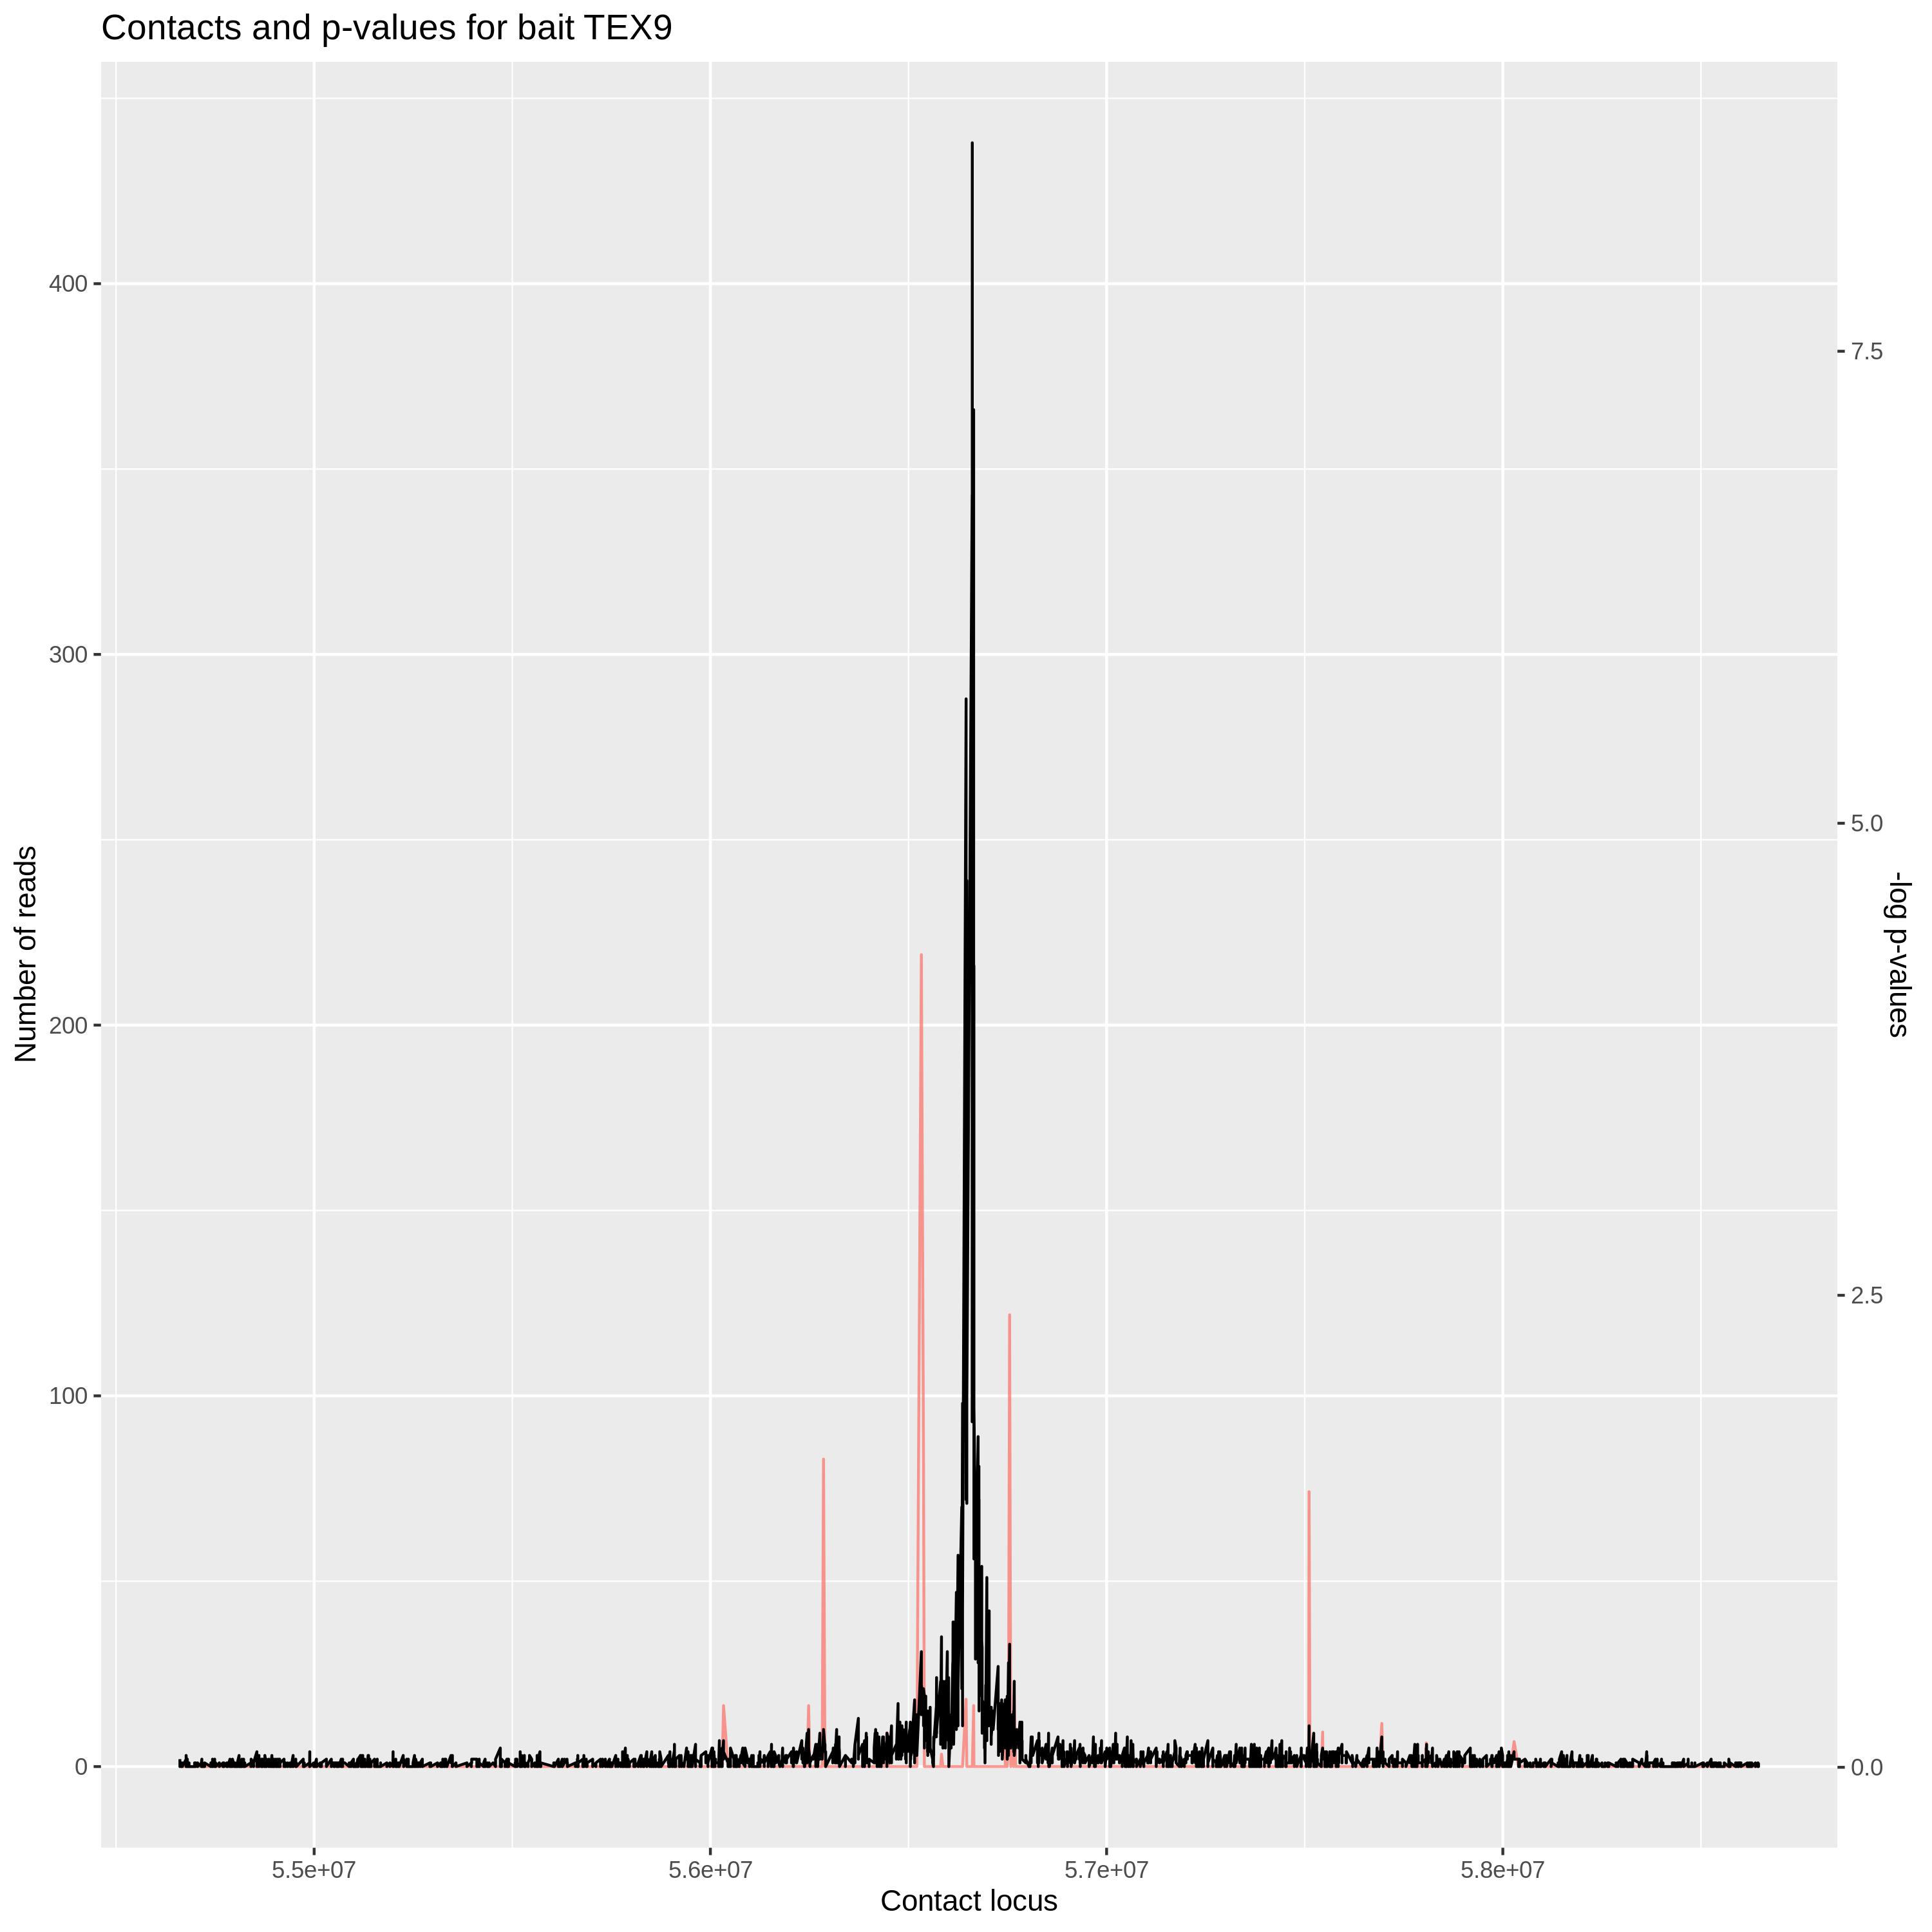 Contacts and p-values for bait TEX9
Number of reads
400
300
200
100
0
7.5
5.0
2.5
0.0
-log p-values
5.5e+07 5.6e+07 5.7e+07 5.8e+07
Contact locus